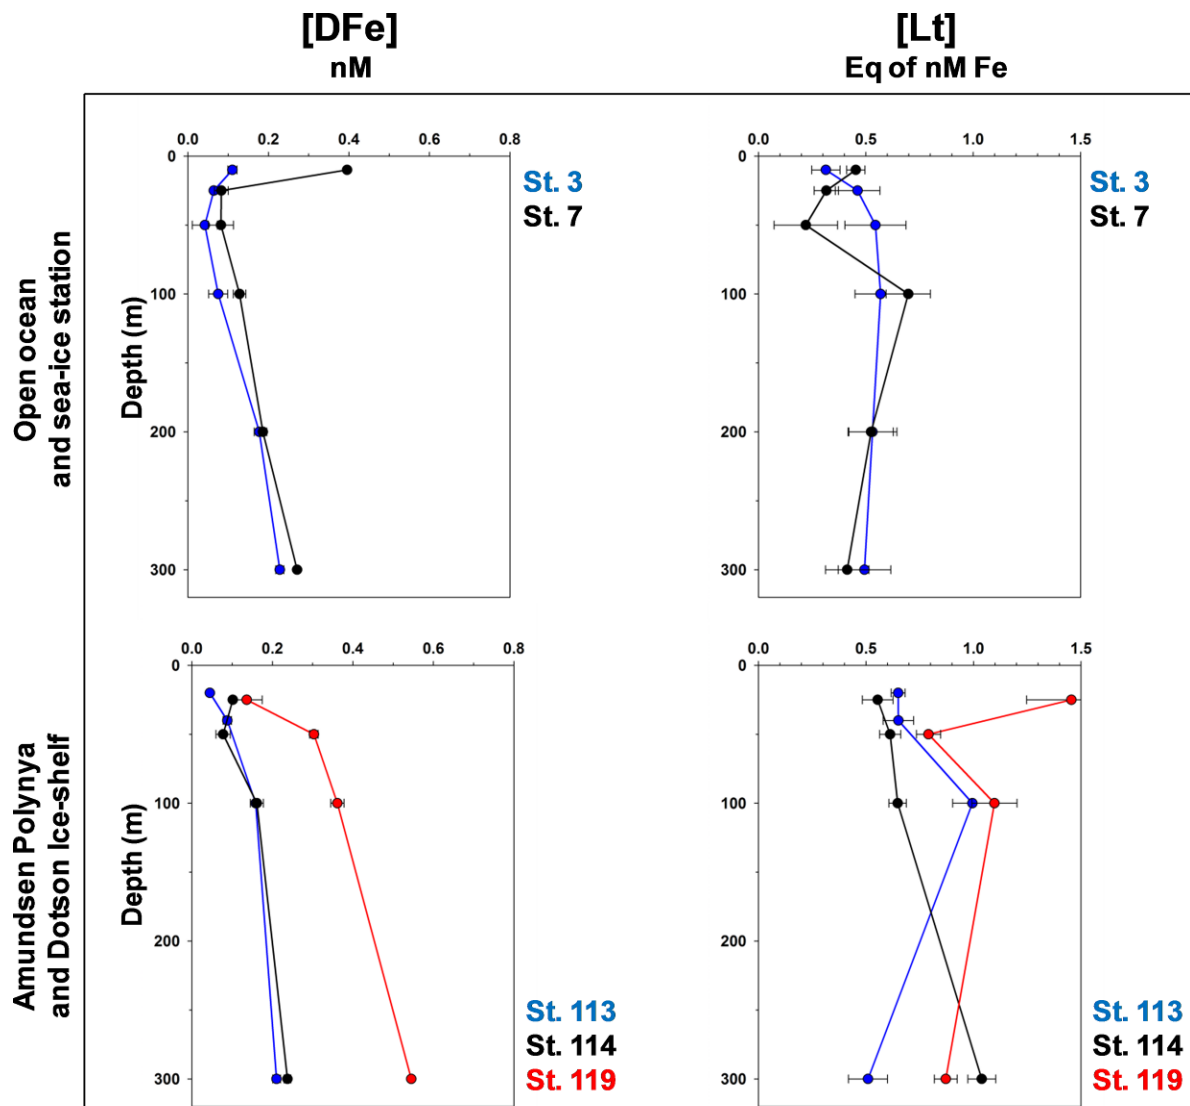 [DFe]
nM
[Lt]
Eq of nM Fe
Open ocean
and sea-ice station
0.0 0.2 0.4 0.6 0.8
0
100
200
300
Depth (m)
St. 3
St. 7
0.0 0.5 1.0 1.5
0
100
200
300
St. 3
St. 7
Amundsen Polynya
and Dotson Ice-shelf
0.0 0.2 0.4 0.6 0.8
0
100
200
300
Depth (m)
St. 113
St. 114
St. 119
0.0 0.5 1.0 1.5
0
100
200
300
St. 113
St. 114
St. 119